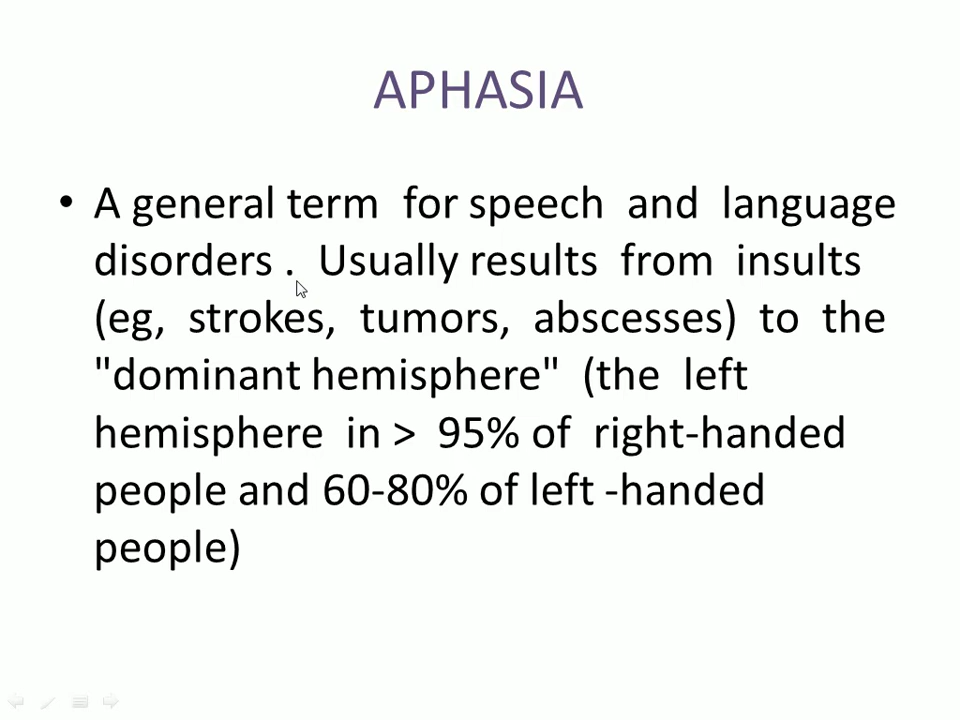 APHASIA
• A general term for speech and language
disorders . Usually results from insults
(eg, strokes, tumors, abscesses) to the
"dominant hemisphere" (the left
hemisphere in > 95% of right-handed
people and 60-80% of left -handed
people)